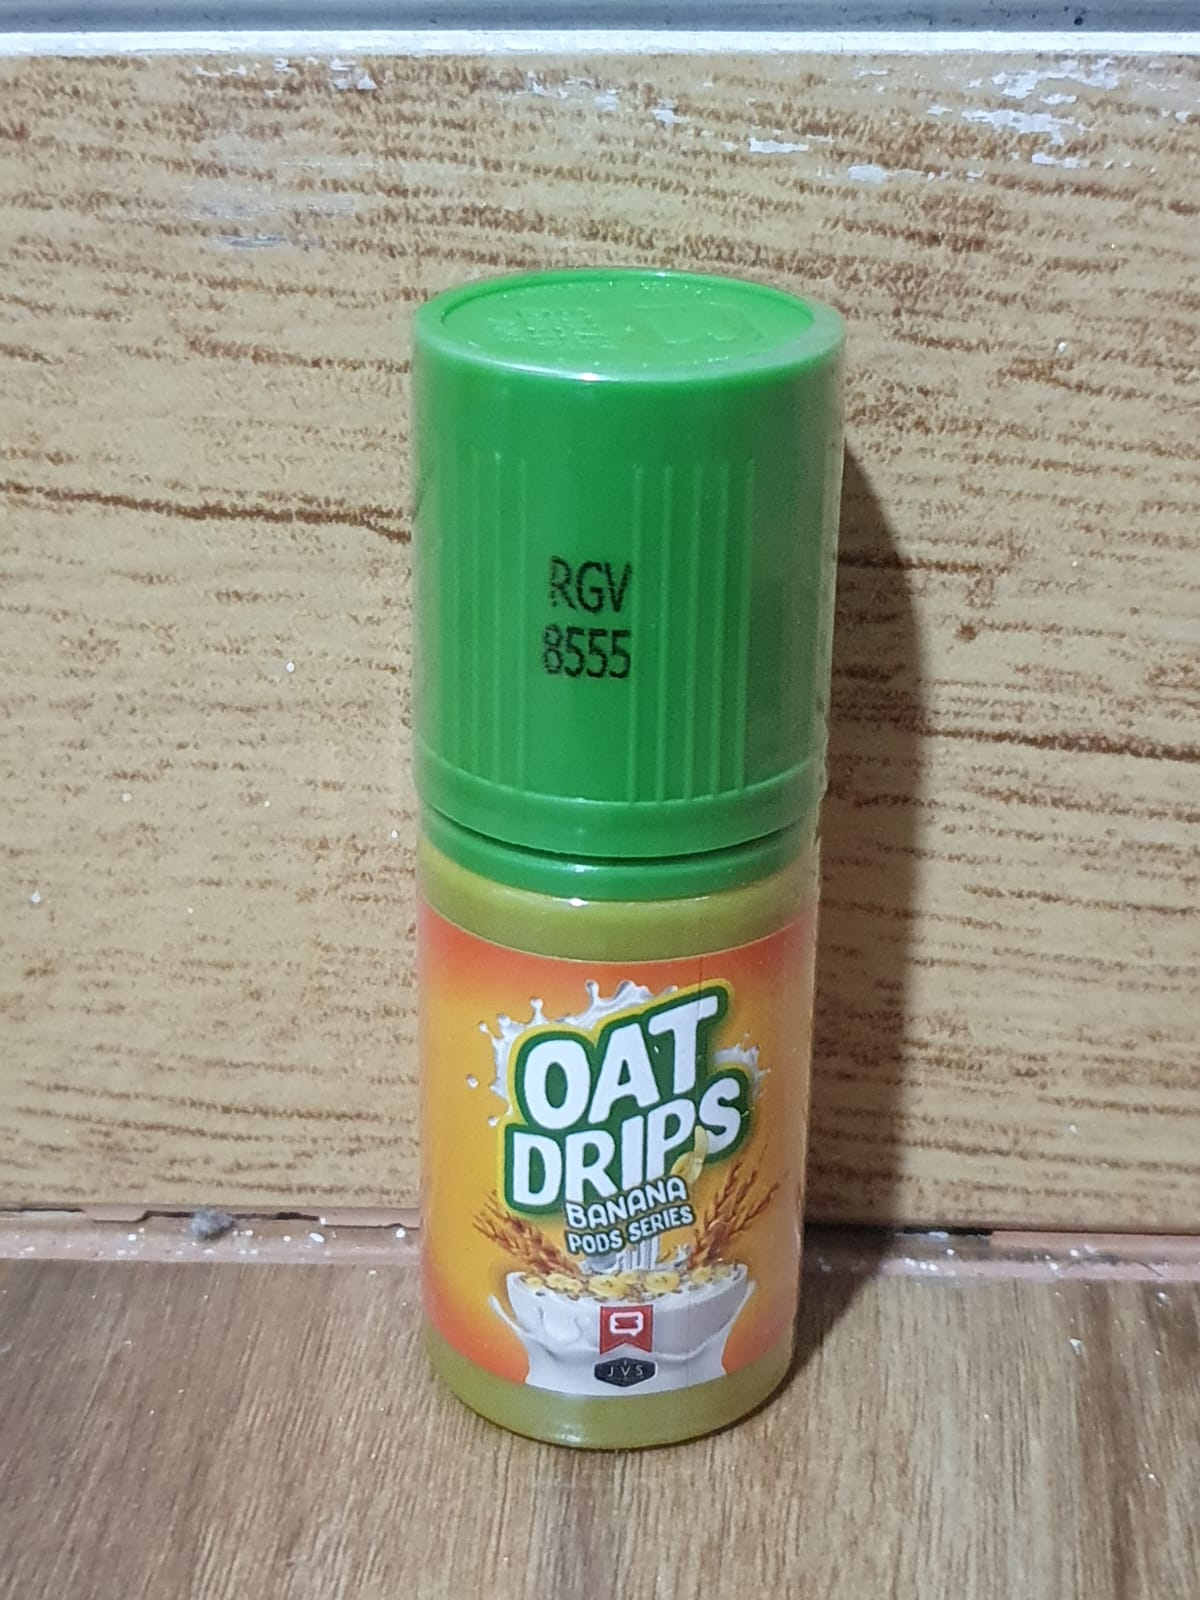 RGV
8555
OAT
DRIPS
BANANA
PODS SERIES
JVS